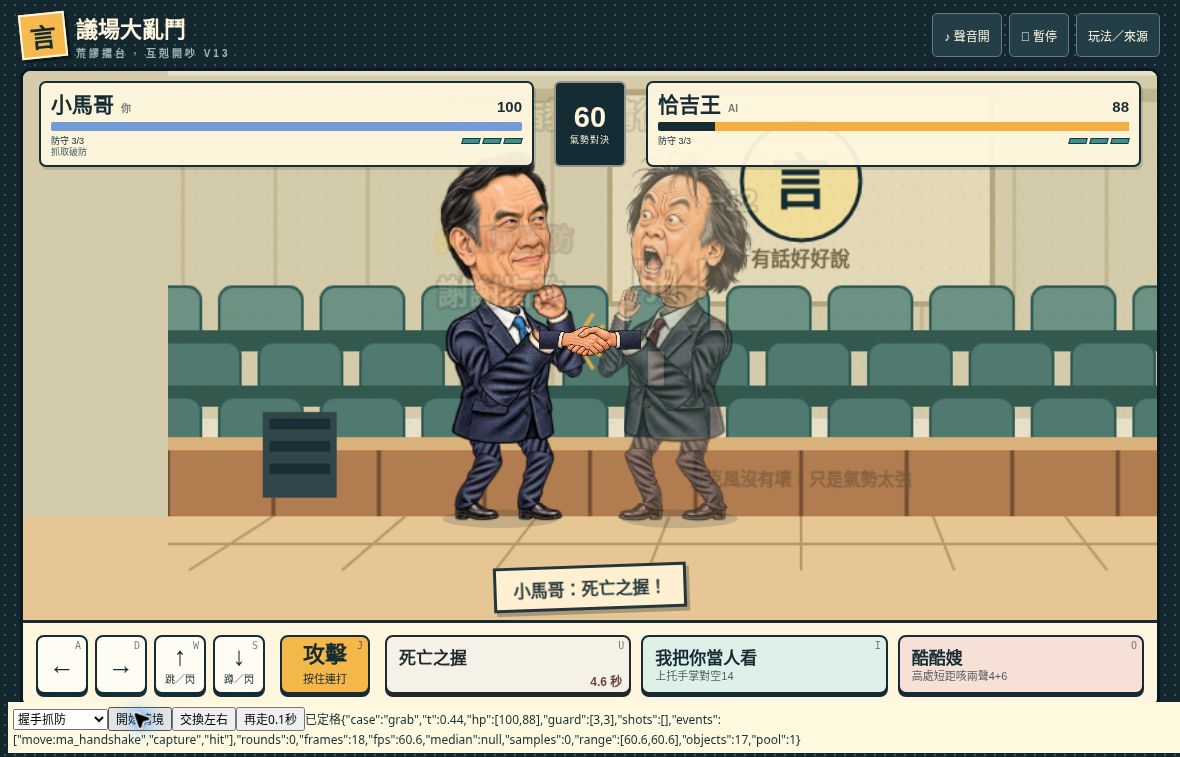 言
議場大亂鬥
荒謬擂台 · 互剋開吵 V13
♪ 聲音開
暫停
玩法／來源
小馬哥 你
100
防守 3/3
抓取破防
60
氣勢對決
恰吉王 AI
88
防守 3/3
言
有話好好說
克風沒有壞，只是氣勢太強
小馬哥：死亡之握！
A
←
D
→
W
↑
跳／閃
S
↓
蹲／閃
J
攻擊
按住連打
U
死亡之握
4.6 秒
I
我把你當人看
上托手掌對空14
O
酷酷嫂
高處短咳兩聲4+6
握手抓防
交換左右
再走0.1秒
已定格{"case":"grab","t":0.44,"hp":[100,88],"guard":[3,3],"shots":[],"events":
["move:ma_handshake","capture","hit"],"rounds":0,"frames":18,"fps":60.6,"median":null,"samples":0,"range":[60.6,60.6],"objects":17,"pool":1}